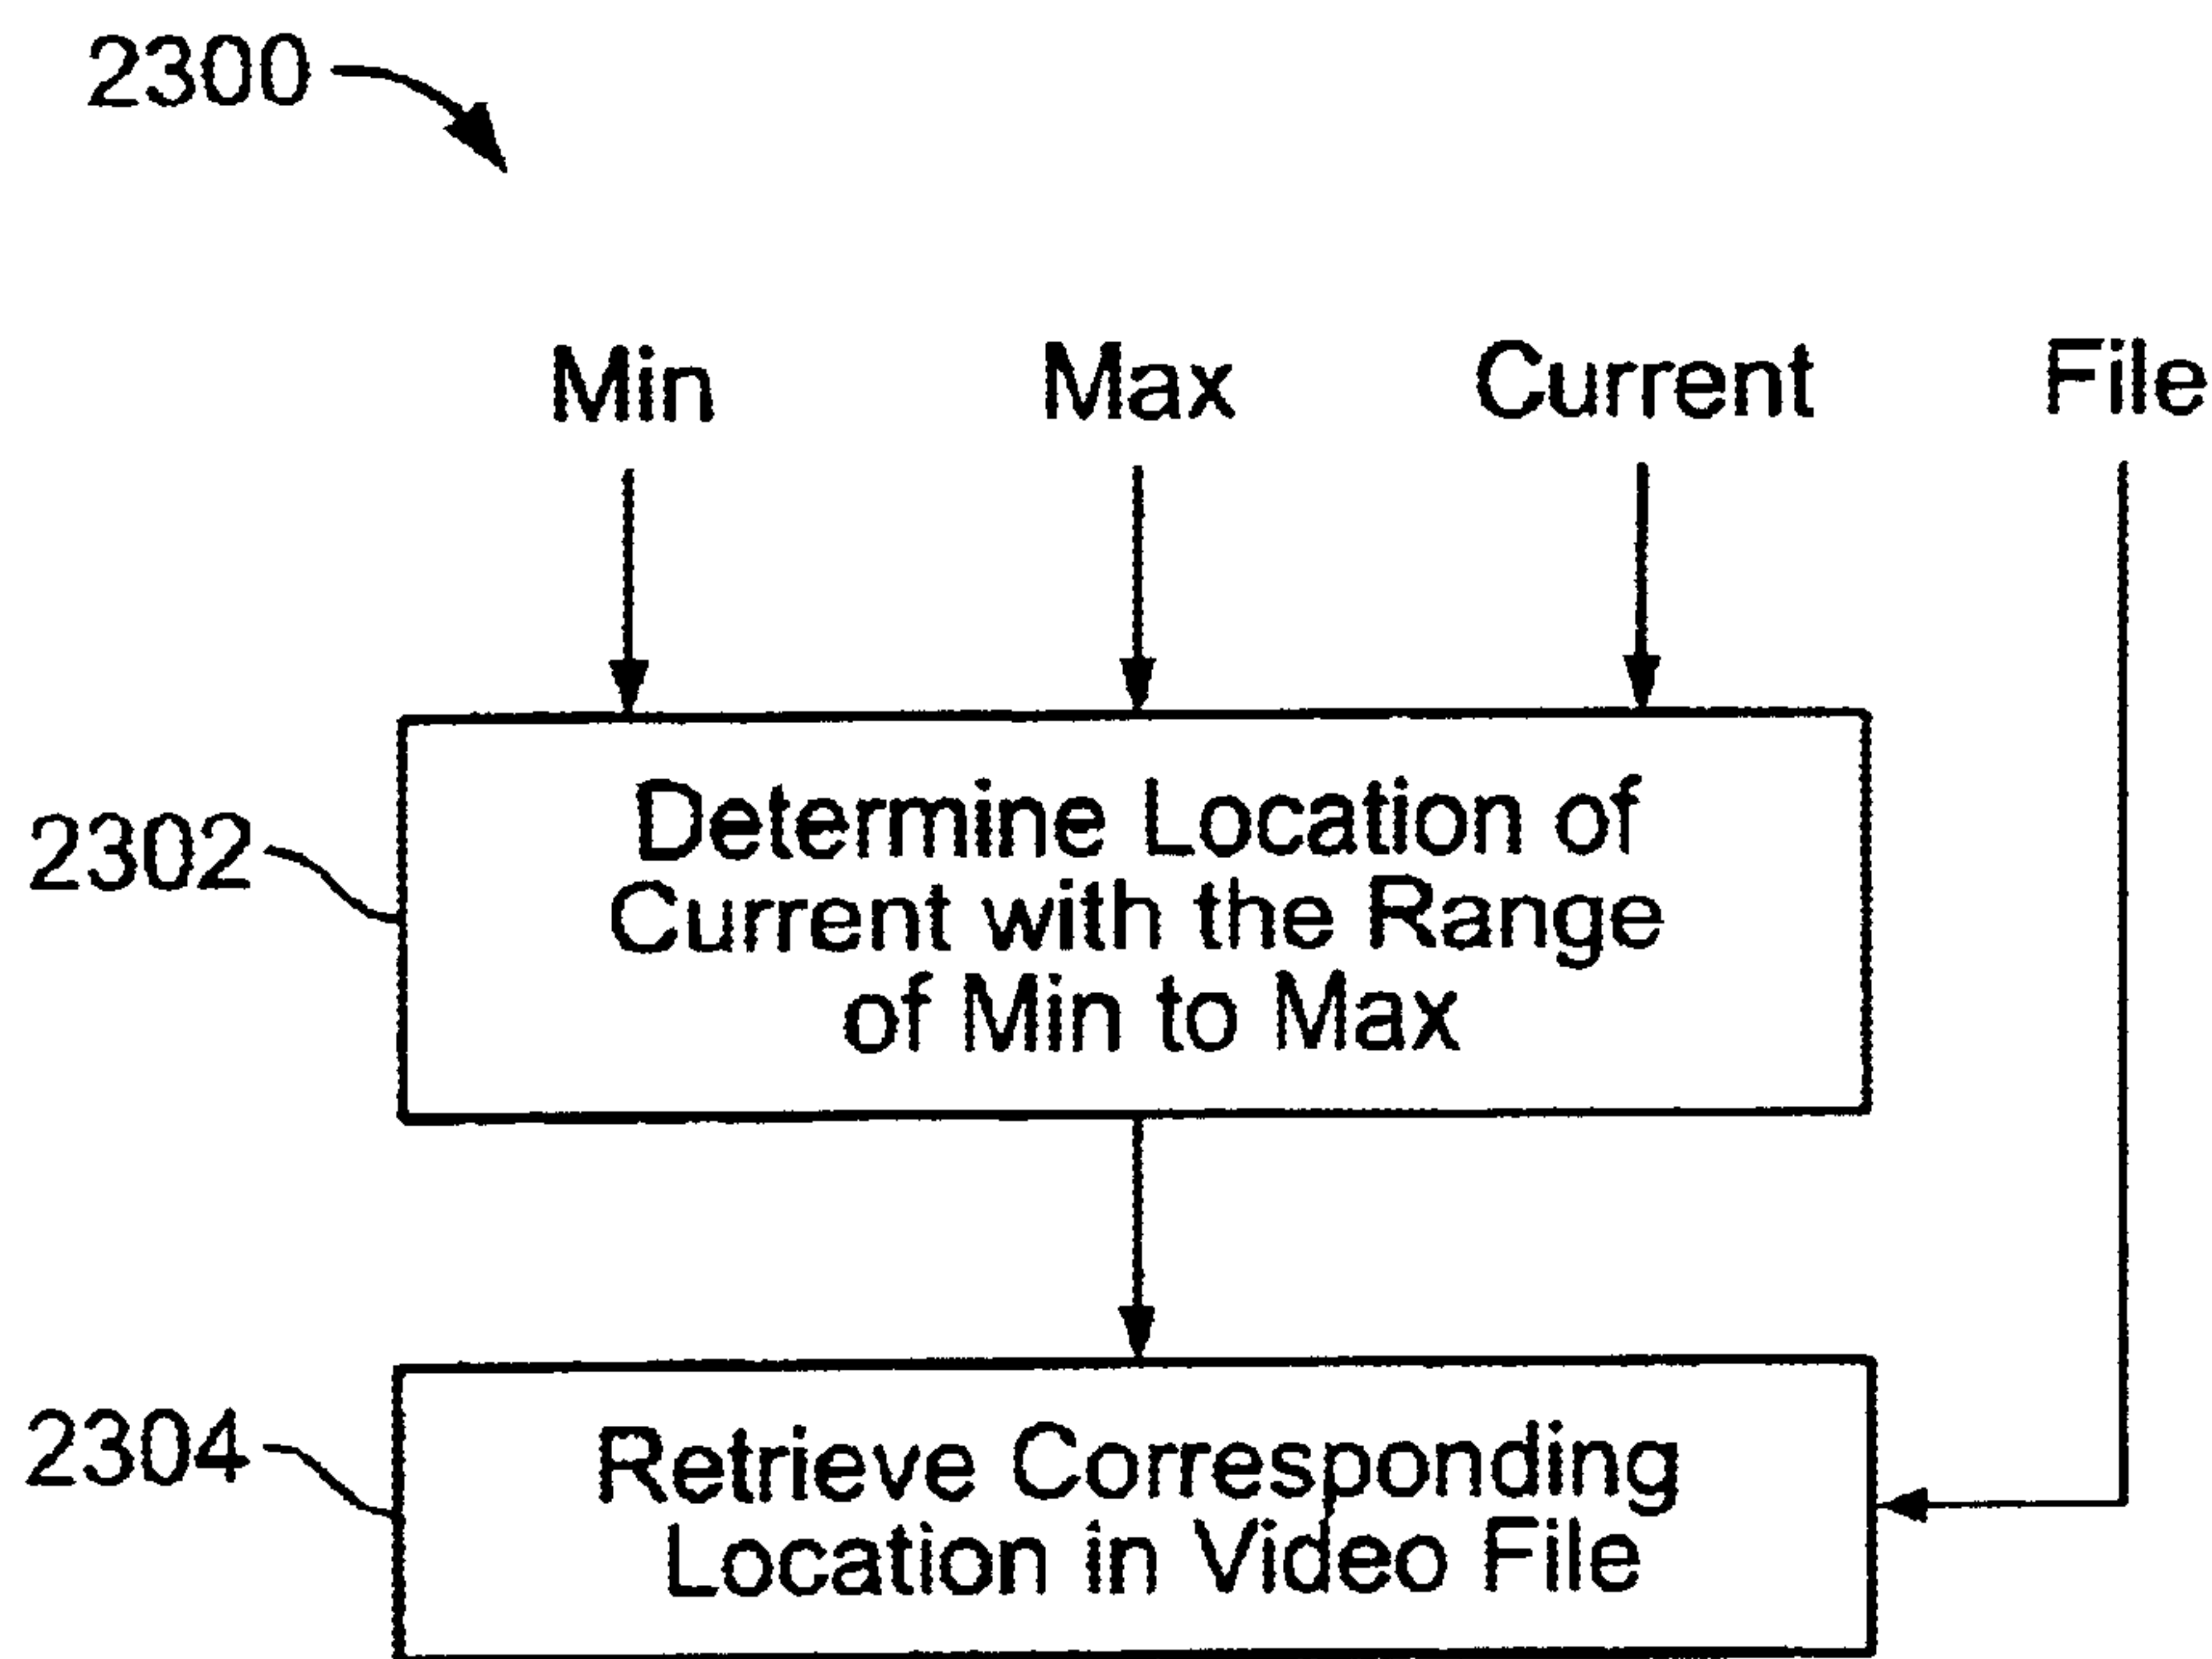 2300
Min Max Current File
2302
Determine Location of
Current with the Range
of Min to Max
2304
Retrieve Corresponding
Location in Video File